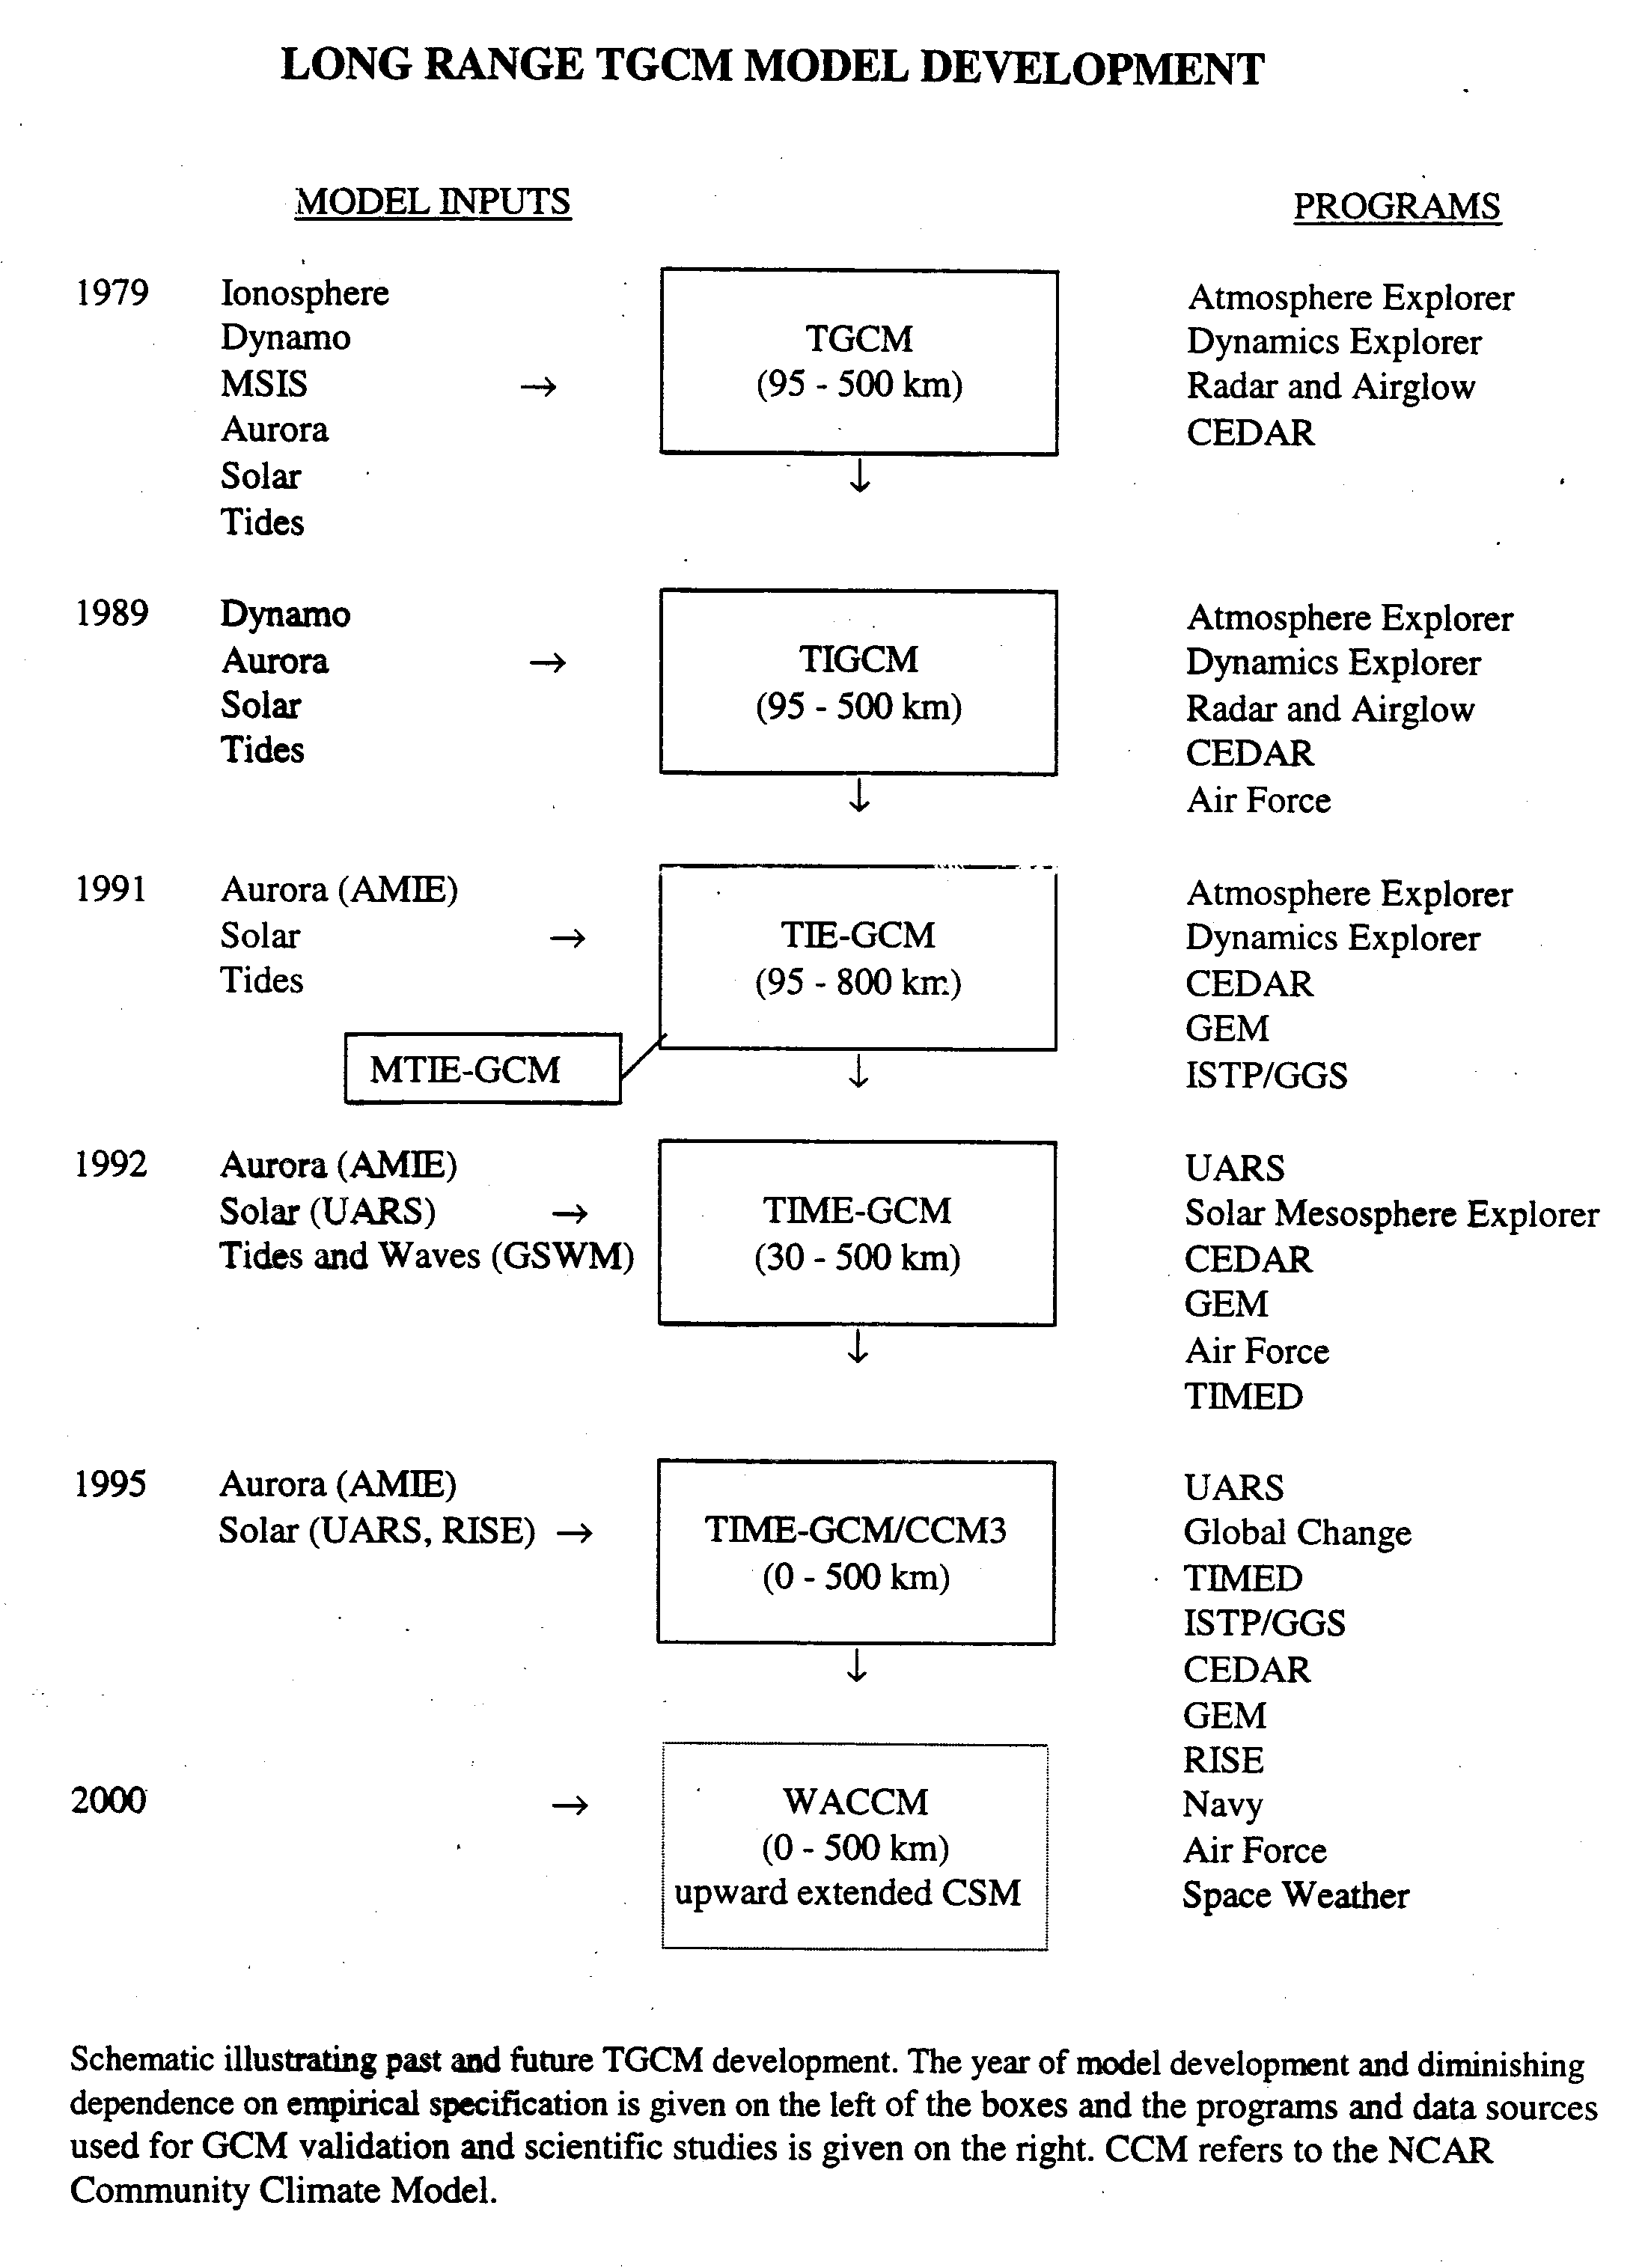 LONG RANGE TGCM MODEL DEVELOPMENT
MODEL INPUTS
PROGRAMS
1979
Ionosphere
Dynamo
MSIS →
Aurora
Solar
Tides
TGCM
(95 - 500 km)
↓
Atmosphere Explorer
Dynamics Explorer
Radar and Airglow
CEDAR
1989
Dynamo
Aurora →
Solar
Tides
TIGCM
(95 - 500 km)
↓
Atmosphere Explorer
Dynamics Explorer
Radar and Airglow
CEDAR
Air Force
1991
Aurora (AMIE)
Solar →
Tides
TIE-GCM
(95 - 800 km)
↓
MTIE-GCM
Atmosphere Explorer
Dynamics Explorer
CEDAR
GEM
ISTP/GGS
1992
Aurora (AMIE)
Solar (UARS) →
Tides and Waves (GSWM)
TIME-GCM
(30 - 500 km)
↓
UARS
Solar Mesosphere Explorer
CEDAR
GEM
Air Force
TIMED
1995
Aurora (AMIE)
Solar (UARS, RISE) →
TIME-GCM/CCM3
(0 - 500 km)
↓
UARS
Global Change
TIMED
ISTP/GGS
CEDAR
GEM
RISE
Navy
Air Force
Space Weather
2000 →
WACCM
(0 - 500 km)
upward extended CSM
Schematic illustrating past and future TGCM development. The year of model development and diminishing
dependence on empirical specification is given on the left of the boxes and the programs and data sources
used for GCM validation and scientific studies is given on the right. CCM refers to the NCAR
Community Climate Model.